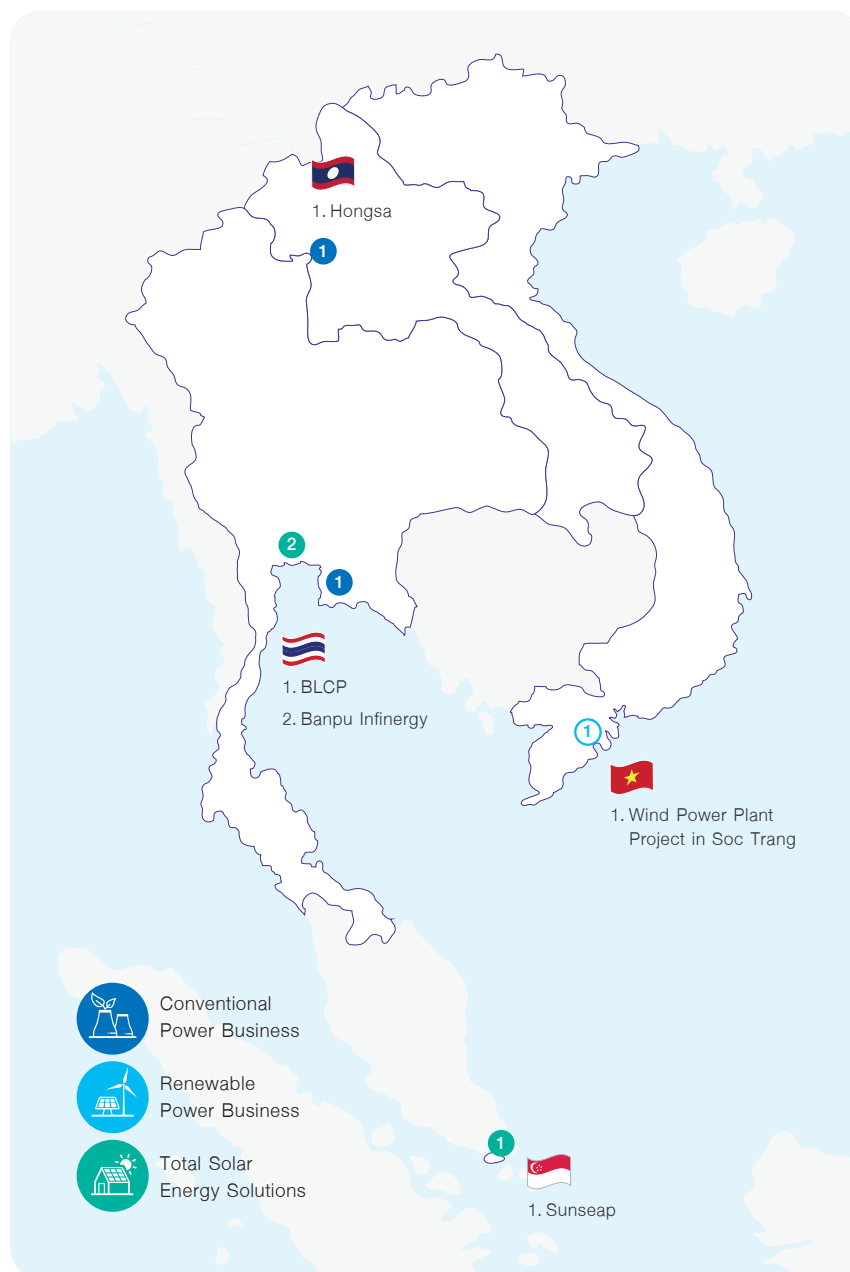 1. Hongsa
1
2
1
1. BLCP
2. Banpu Infinergy
1
1. Wind Power Plant
Project in Soc Trang
Conventional
Power Business
Renewable
Power Business
Total Solar
Energy Solutions
1
1. Sunseap